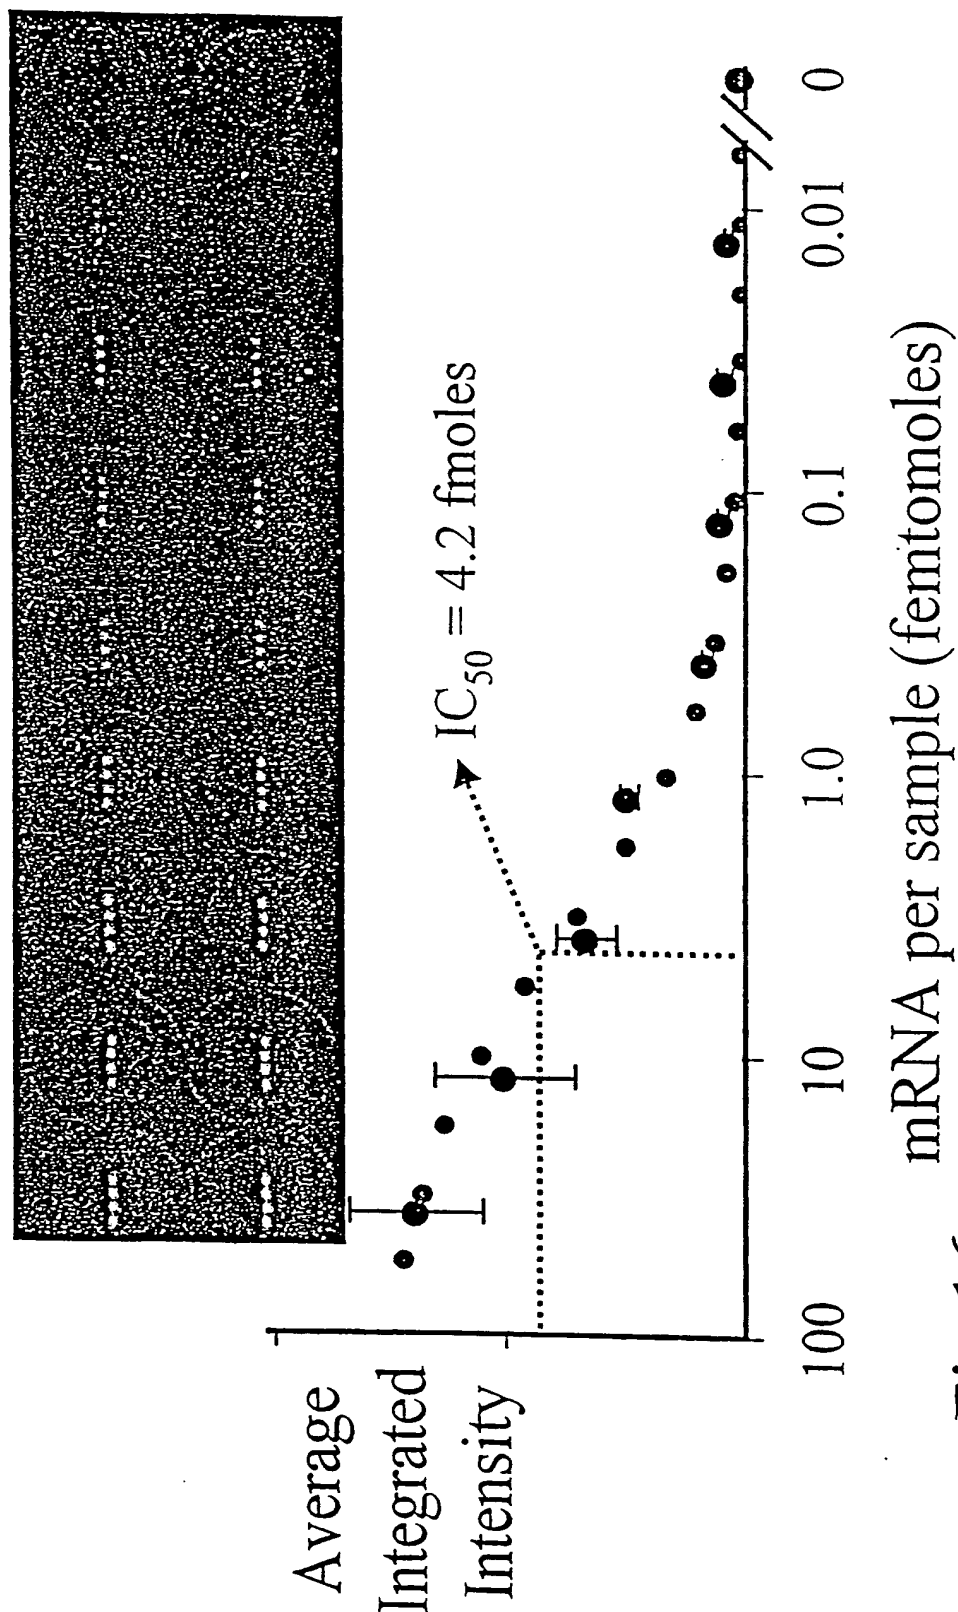 Average
Integrated
Intensity
IC50 = 4.2 fmoles
100
10
1.0
0.1
0.01
0
mRNA per sample (femtomoles)